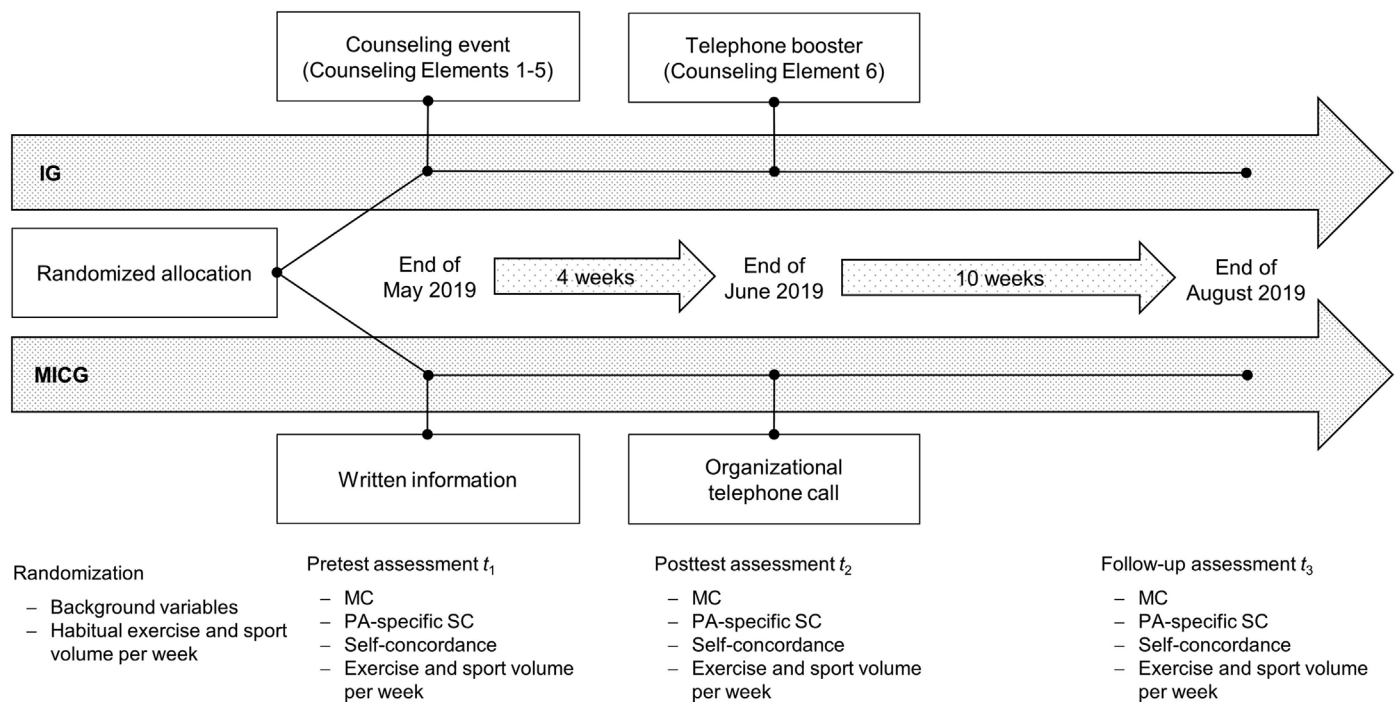 Counseling event
(Counseling Elements 1-5)
Telephone booster
(Counseling Element 6)
IG
Randomized allocation
End of
May 2019
4 weeks
End of
June 2019
10 weeks
End of
August 2019
MICG
Written information
Organizational
telephone call
Randomization
– Background variables
– Habitual exercise and sport
volume per week
Pretest assessment t1
– MC
– PA-specific SC
– Self-concordance
– Exercise and sport volume
per week
Posttest assessment t2
– MC
– PA-specific SC
– Self-concordance
– Exercise and sport volume
per week
Follow-up assessment t3
– MC
– PA-specific SC
– Self-concordance
– Exercise and sport volume
per week